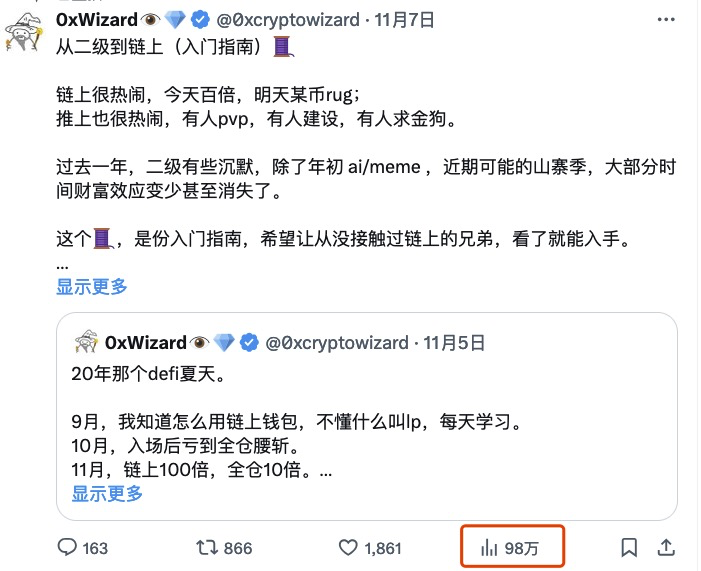 0xWizard👁💎 @0xcryptowizard · 11月7日
从二级到链上（入门指南）🧵
链上很热闹，今天百倍，明天某币rug；
推上也很热闹，有人pvp，有人建设，有人求金狗。
过去一年，二级有些沉默，除了年初 ai/meme ，近期可能的山寨季，大部分时
间财富效应变少甚至消失了。
这个🧵，是份入门指南，希望让从没接触过链上的兄弟，看了就能入手。
...
显示更多
0xWizard👁💎 @0xcryptowizard · 11月5日
20年那个defi夏天。
9月，我知道怎么用链上钱包，不懂什么叫lp，每天学习。
10月，入场后亏到全仓腰斩。
11月，链上100倍，全仓10倍。...
显示更多
163 866 1,861 98万